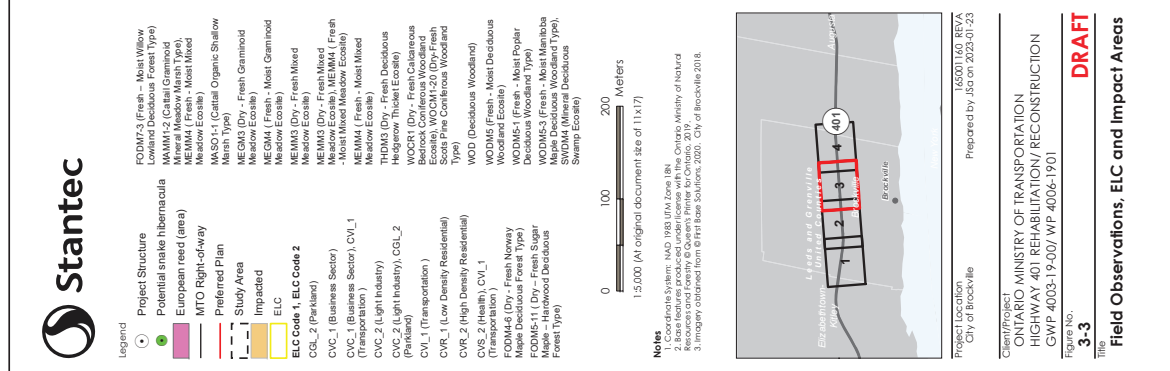 Stantec
Legend
Project Structure
Potential snake hibernacula
European reed (area)
MTO Right-of-way
Preferred Plan
Study Area
Impacted
ELC
ELC Code 1, ELC Code 2
CGL_2 (Parkland)
CVC_1 (Business Sector)
CVC_1 (Business Sector), CVI_1
(Transportation)
CVC_2 (Light Industry)
CVC_2 (Light Industry), CGL_2
(Parkland)
CVI_1 (Transportation )
CVR_1 (Low Density Residential)
CVR_2 (High Density Residential)
CVS_2 (Health), CVI_1
(Transportation )
FODM4-6 (Dry - Fresh Norway
Maple Deciduous Forest Type)
FODM5-11 ( Dry – Fresh Sugar
Maple – Hardwood Deciduous
Forest Type)
FODM7-3 (Fresh – Moist Willow
Lowland Deciduous Forest Type)
MAMM1-2 (Cattail Graminoid
Mineral Meadow Marsh Type),
MEMM4 ( Fresh - Moist Mixed
Meadow Ecosite)
MASO1-1 (Cattail Organic Shallow
Marsh Type)
MEGM3 (Dry - Fresh Graminoid
Meadow Ecosite)
MEGM4 ( Fresh - Moist Graminoid
Meadow Ecosite)
MEMM3 (Dry - Fresh Mixed
Meadow Ecosite)
MEMM3 (Dry - Fresh Mixed
Meadow Ecosite), MEMM4 ( Fresh
- Moist Mixed Meadow Ecosite)
MEMM4 ( Fresh - Moist Mixed
Meadow Ecosite)
THDM3 (Dry - Fresh Deciduous
Hedgerow Thicket Ecosite)
WOCR1 (Dry - Fresh Calcareous
Bedrock Coniferous Woodland
Ecosite), WOCM1-20 (Dry-Fresh
Scots Pine Coniferous Woodland
Type)
WOD (Deciduous Woodland)
WODM5 (Fresh - Moist Deciduous
Woodland Ecosite)
WODM5-1 (Fresh - Moist Poplar
Deciduous Woodland Type)
WODM5-3 (Fresh - Moist Manitoba
Maple Deciduous Woodland Type),
SWDM4 (Mineral Deciduous
Swamp Ecosite)
0 100 200
Meters
1:5,000 (At original document size of 11x17)
Notes
1. Coordinate System: NAD 1983 UTM Zone 18N
2. Base features produced under license with the Ontario Ministry of Natural
Resources and Forestry © Queen's Printer for Ontario, 2019.
3. Imagery obtained from © First Base Solutions, 2020, City of Brockville 2018.
Augusta
Leeds and Grenville
United Counties
Elizabethtown-
Kitley
401
1 2 3 4
Brockville
Brockville
Project Location
City of Brockville
165001160 REVA
Prepared by JSa on 2023-01-23
Client/Project
ONTARIO MINISTRY OF TRANSPORTATION
HIGHWAY 401 REHABILITATION/ RECONSTRUCTION
GWP 4003-19-00/ WP 4006-1901
Figure No.
3-3
DRAFT
Title
Field Observations, ELC and Impact Areas